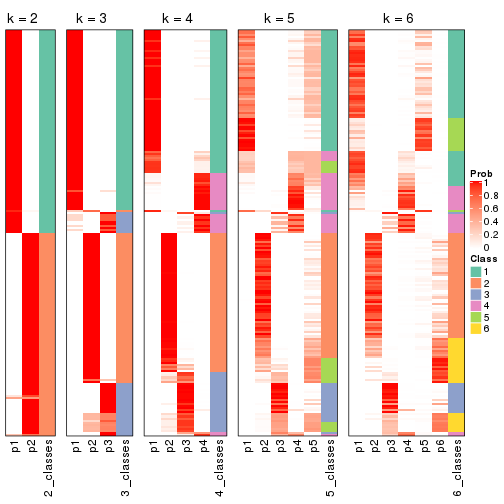 k = 2
k = 3
k = 4
k = 5
k = 6
Prob
1
0.8
0.6
0.4
0.2
0
Class
1
2
3
4
5
6
p1
p2
2_classes
p1
p2
p3
3_classes
p1
p2
p3
p4
4_classes
p1
p2
p3
p4
p5
5_classes
p1
p2
p3
p4
p5
p6
6_classes